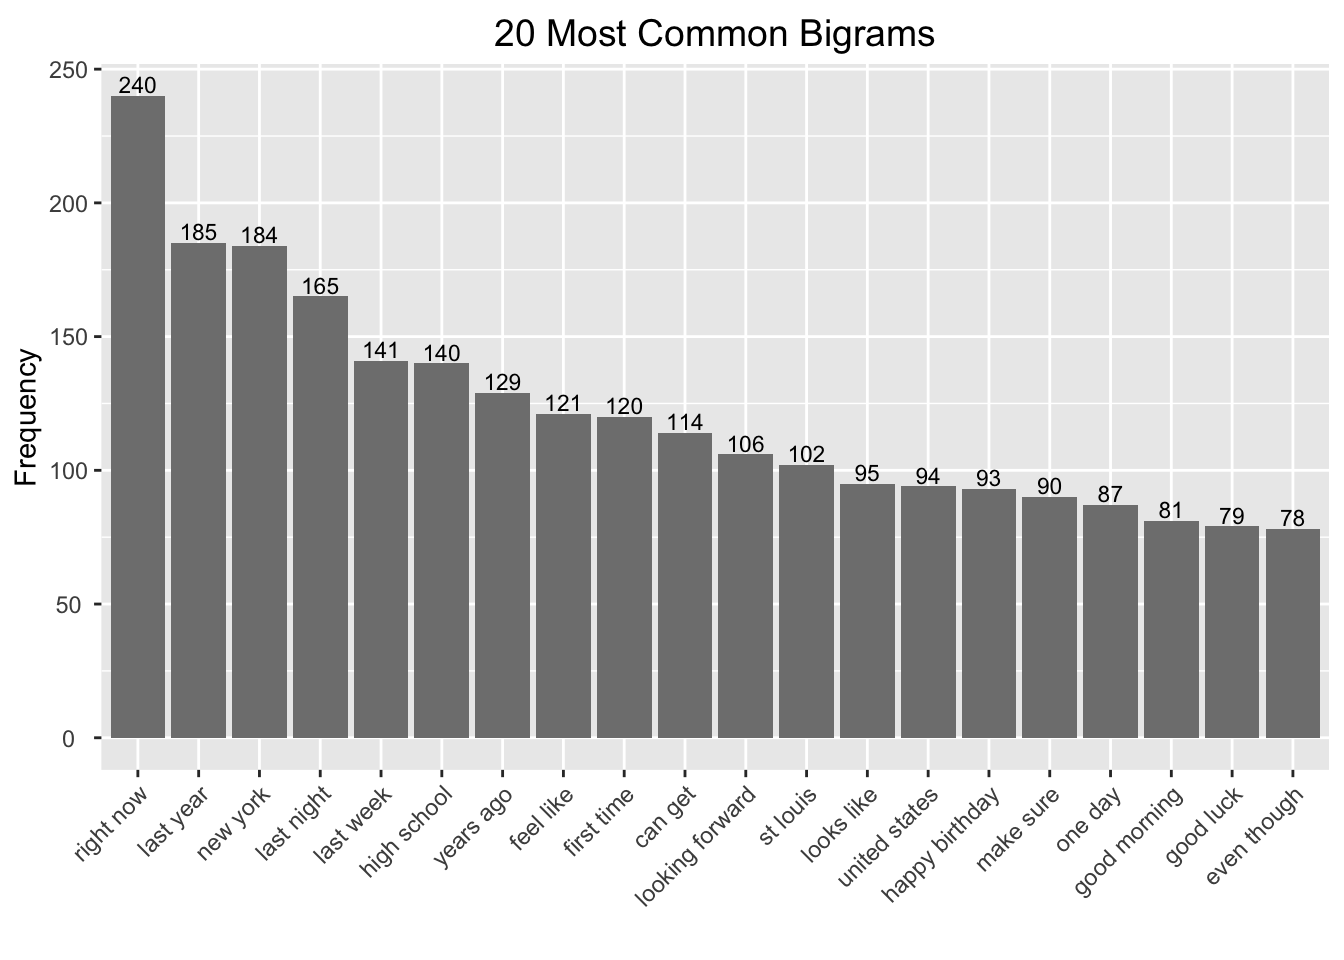 20 Most Common Bigrams
Frequency
250
200
150
100
50
0
240
185
184
165
141
140
129
121
120
114
106
102
95
94
93
90
87
81
79
78
right now
last year
new york
last night
last week
high school
years ago
feel like
first time
can get
looking forward
st louis
looks like
united states
happy birthday
make sure
one day
good morning
good luck
even though